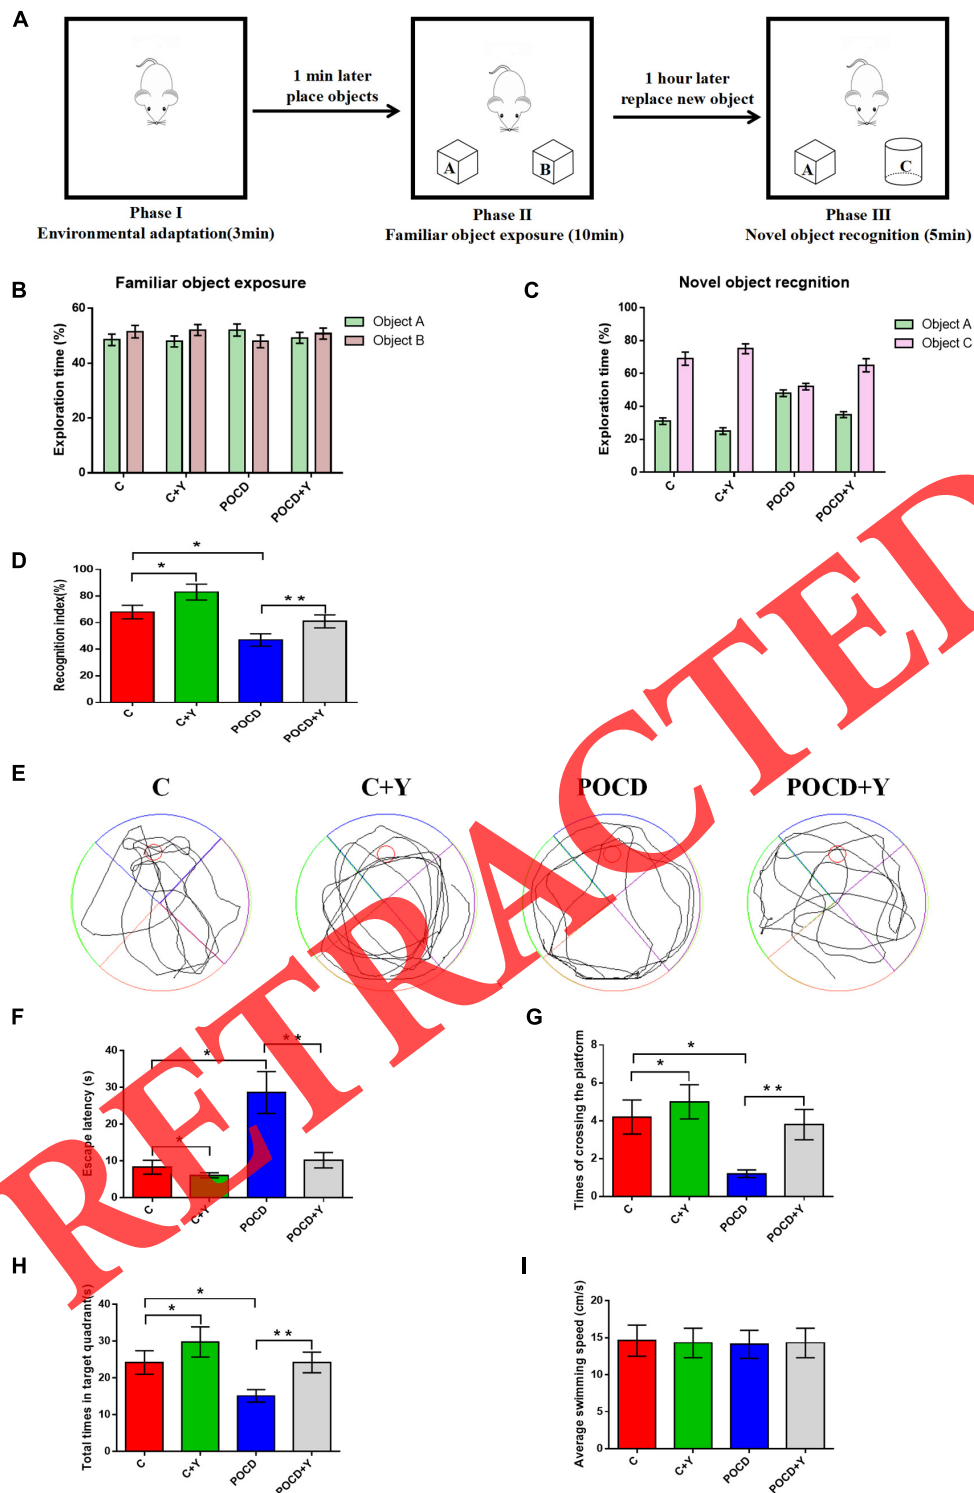 A
1 min later
place objects
1 hour later
replace new object
A
B
A
C
Phase I
Environmental adaptation(3min)
Phase II
Familiar object exposure (10min)
Phase III
Novel object recognition (5min)
B
Familiar object exposure
Exploration time (%)
60
40
20
0
Object A
Object B
C
C+Y
POCD
POCD+Y
C
Novel object recgnition
Exploration time (%)
100
80
60
40
20
0
Object A
Object C
C
C+Y
POCD
POCD+Y
D
Recognition index(%)
100
80
60
40
20
0
*
*
* *
C
C+Y
POCD
POCD+Y
E
C
C+Y
POCD
POCD+Y
F
Escape latency (s)
40
30
20
10
0
*
*
* *
C
C+Y
POCD
POCD+Y
G
Times of crossing the platform
8
6
4
2
0
*
*
* *
C
C+Y
POCD
POCD+Y
H
Total times in target quadrant(s)
40
30
20
10
0
*
*
* *
C
C+Y
POCD
POCD+Y
I
Average swimming speed (cm/s)
20
15
10
5
0
C
C+Y
POCD
POCD+Y
RETRACTED